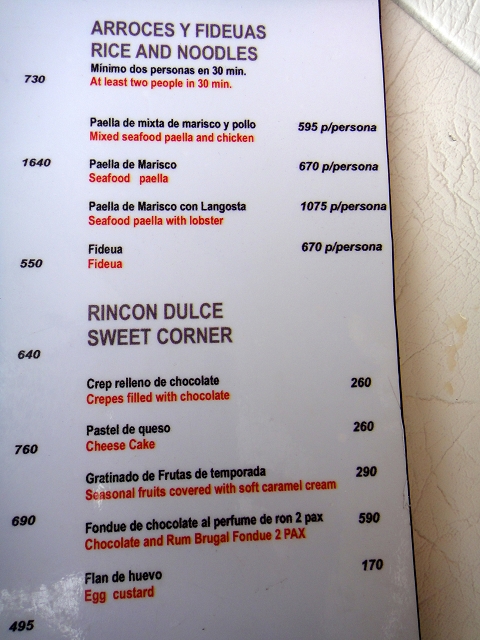 ARROCES Y FIDEUAS
RICE AND NOODLES
Mínimo dos personas en 30 min.
730
At least two people in 30 min.
Paella de mixta de marisco y pollo 595 p/persona
Mixed seafood paella and chicken
1640
Paella de Marisco 670 p/persona
Seafood paella
Paella de Marisco con Langosta 1075 p/persona
Seafood paella with lobster
Fideua 670 p/persona
550
Fideua
RINCON DULCE
SWEET CORNER
640
Crep relleno de chocolate 260
Crepes filled with chocolate
Pastel de queso 260
760
Cheese Cake
Gratinado de Frutas de temporada 290
Seasonal fruits covered with soft caramel cream
690
Fondue de chocolate al perfume de ron 2 pax 590
Chocolate and Rum Brugal Fondue 2 PAX
Flan de huevo 170
Egg custard
495